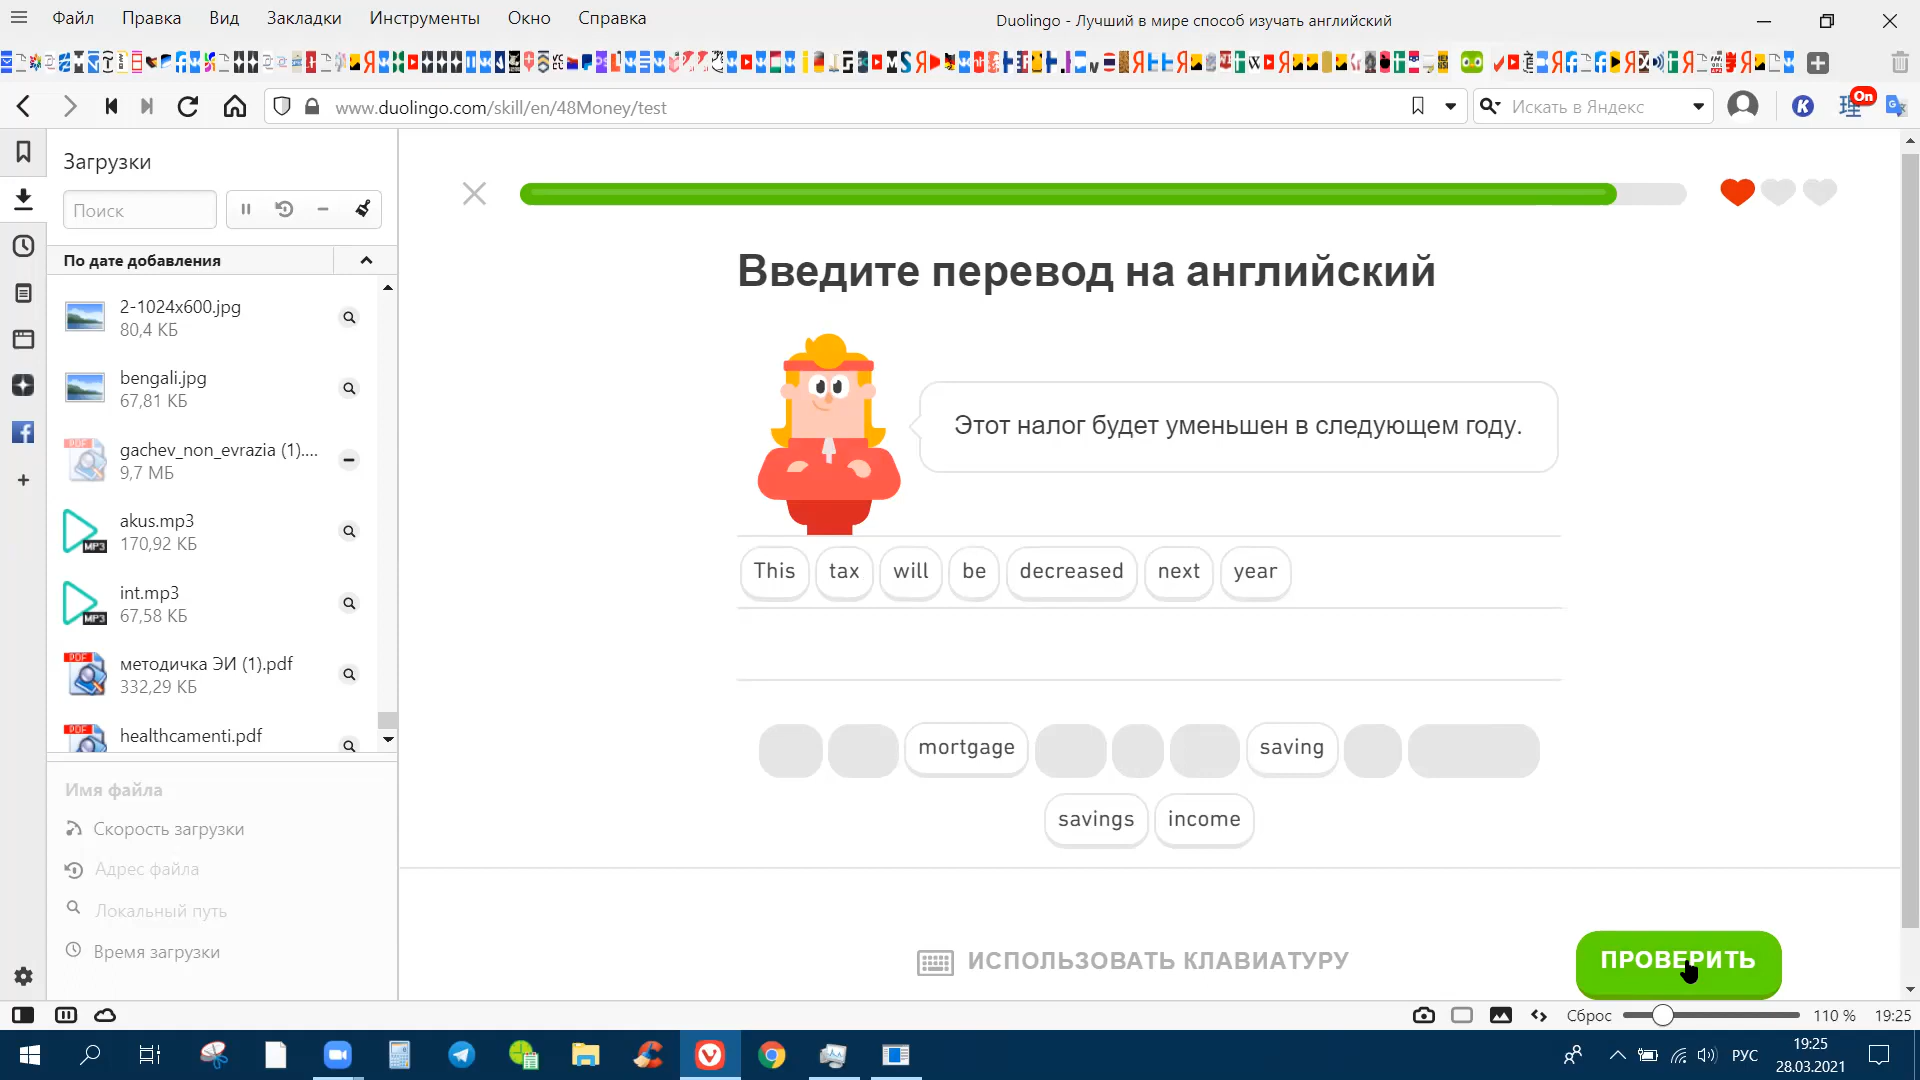 Файл Правка Вид Закладки Инструменты Окно Справка
Duolingo - Лучший в мире способ изучать английский
www.duolingo.com/skill/en/48Money/test
Искать в Яндекс
On
Загрузки
Поиск
По дате добавления
2-1024x600.jpg
80,4 КБ
bengali.jpg
67,81 КБ
gachev_non_evrazia (1)....
9,7 МБ
akus.mp3
170,92 КБ
int.mp3
67,58 КБ
методичка ЭИ (1).pdf
332,29 КБ
healthcamenti.pdf
Имя файла
Скорость загрузки
Адрес файла
Локальный путь
Время загрузки
Введите перевод на английский
Этот налог будет уменьшен в следующем году.
This tax will be decreased next year
mortgage saving
savings income
ИСПОЛЬЗОВАТЬ КЛАВИАТУРУ
ПРОВЕРИТЬ
Сброс 110 % 19:25
РУС
19:25
28.03.2021